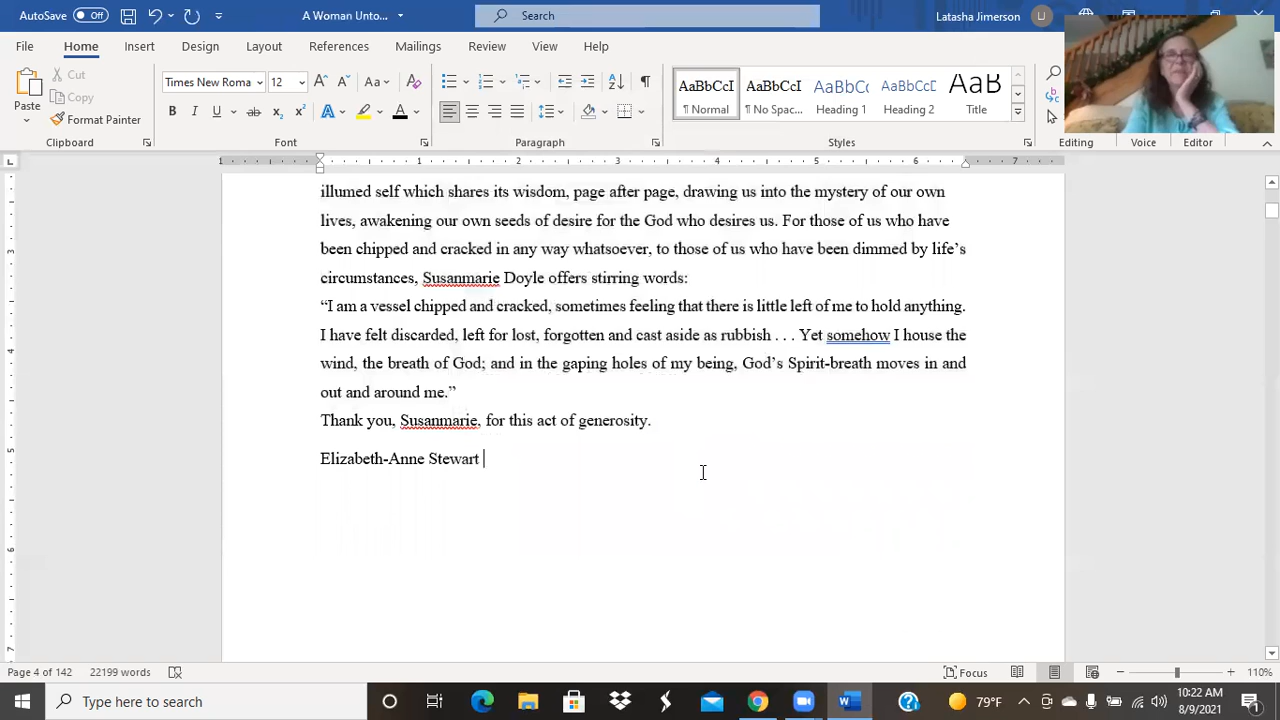 AutoSave Off A Woman Unto... Search Latasha Jimerson LJ
File Home Insert Design Layout References Mailings Review View Help
Paste Cut Copy Format Painter
Times New Roma 12
AaBbCcI AaBbCcI AaBbCc AaBbCcD AaB
¶ Normal ¶ No Spac... Heading 1 Heading 2 Title
Clipboard Font Paragraph Styles Editing Voice Editor
1 1 2 3 4 5 6 7
illumed self which shares its wisdom, page after page, drawing us into the mystery of our own
lives, awakening our own seeds of desire for the God who desires us. For those of us who have
been chipped and cracked in any way whatsoever, to those of us who have been dimmed by life’s
circumstances, Susanmarie Doyle offers stirring words:
“I am a vessel chipped and cracked, sometimes feeling that there is little left of me to hold anything.
I have felt discarded, left for lost, forgotten and cast aside as rubbish . . . Yet somehow I house the
wind, the breath of God; and in the gaping holes of my being, God’s Spirit-breath moves in and
out and around me.”
Thank you, Susanmarie, for this act of generosity.
Elizabeth-Anne Stewart
Page 4 of 142 22199 words Focus 110%
Type here to search 79°F 10:22 AM
8/9/2021